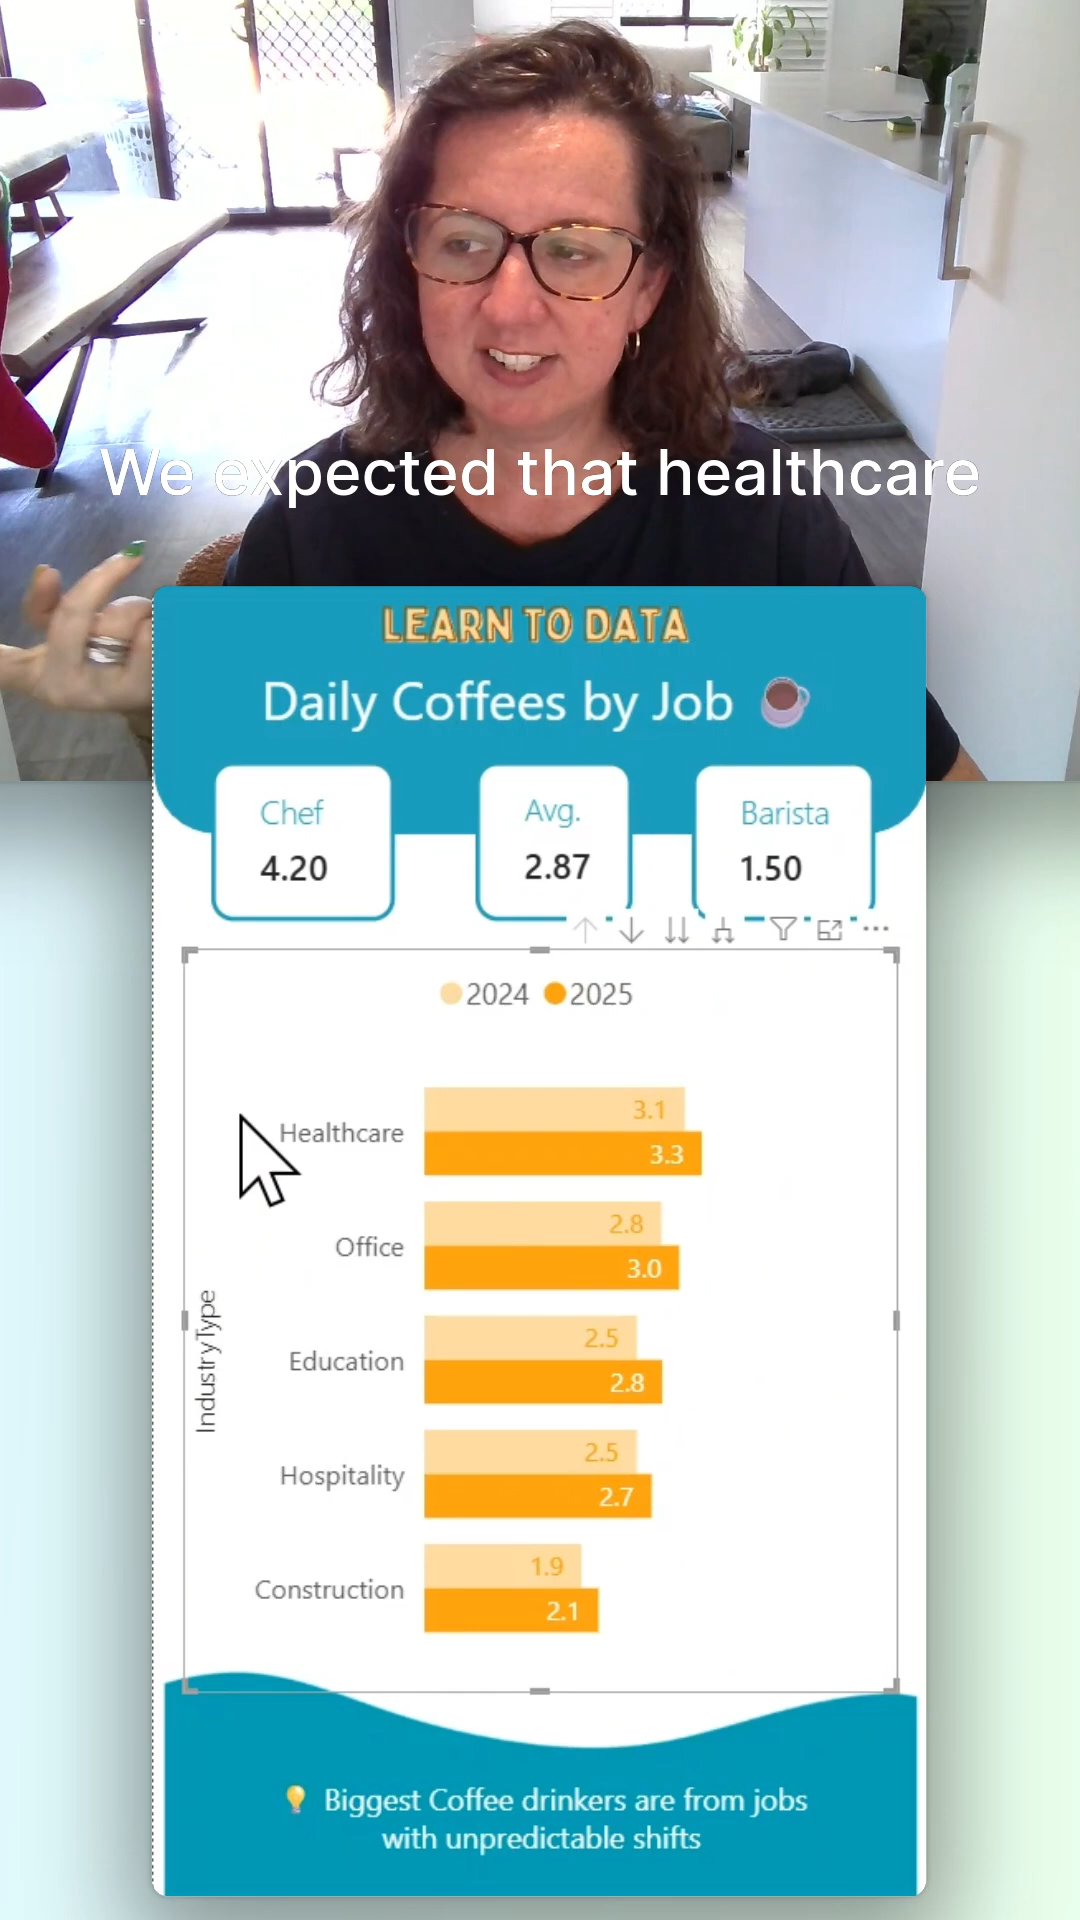 We expected that healthcare
LEARN TO DATA
Daily Coffees by Job
Chef
4.20
Avg.
2.87
Barista
1.50
2024 2025
IndustryType
Healthcare
3.1
3.3
Office
2.8
3.0
Education
2.5
2.8
Hospitality
2.5
2.7
Construction
1.9
2.1
Biggest Coffee drinkers are from jobs
with unpredictable shifts